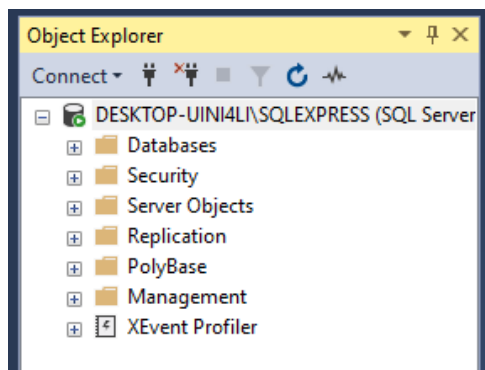 Object Explorer
Connect
DESKTOP-UINI4LI\SQLEXPRESS (SQL Server
Databases
Security
Server Objects
Replication
PolyBase
Management
XEvent Profiler